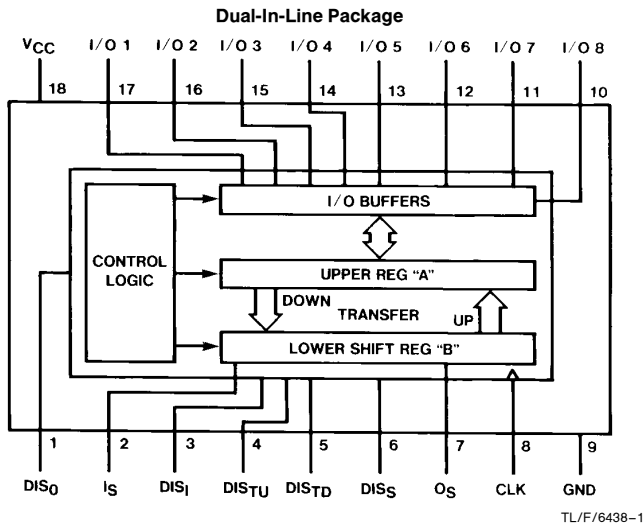 Dual-In-Line Package
VCC I/O 1 I/O 2 I/O 3 I/O 4 I/O 5 I/O 6 I/O 7 I/O 8
18 17 16 15 14 13 12 11 10
I/O BUFFERS
CONTROL
LOGIC
UPPER REG “A”
DOWN
TRANSFER
UP
LOWER SHIFT REG “B”
1 2 3 4 5 6 7 8 9
DISO IS DISI DISTU DISTD DISS OS CLK GND
TL/F/6438–1